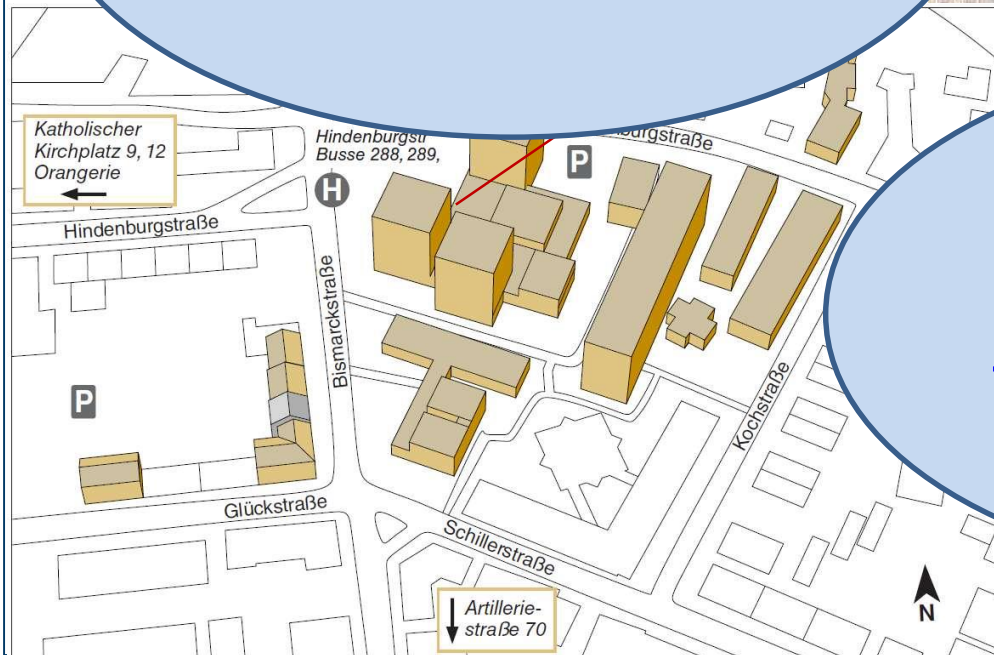 Katholischer
Kirchplatz 9, 12
Orangerie
Hindenburgstr
Busse 288, 289,
H
P
burgstraße
Hindenburgstraße
Bismarckstraße
P
Kochstraße
Glückstraße
Schillerstraße
Artillerie-
straße 70
N